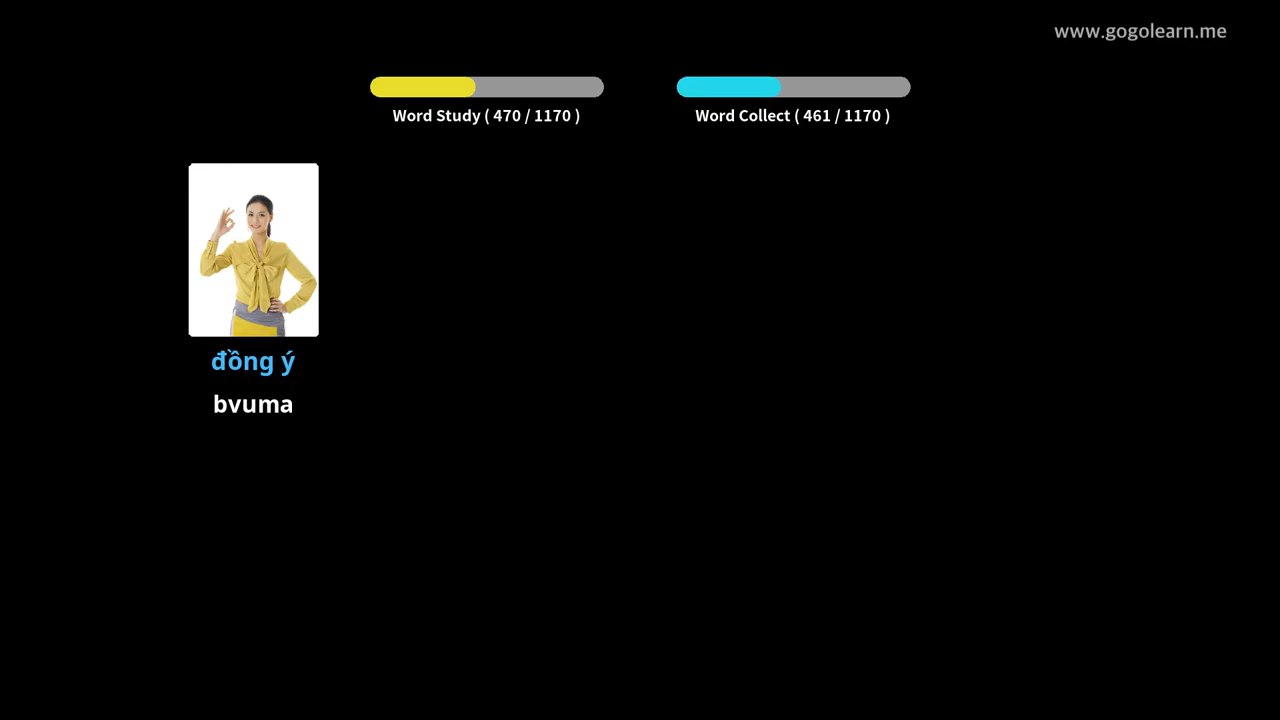 www.gogolearn.me
Word Study ( 470 / 1170 )
Word Collect ( 461 / 1170 )
đồng ý
bvuma